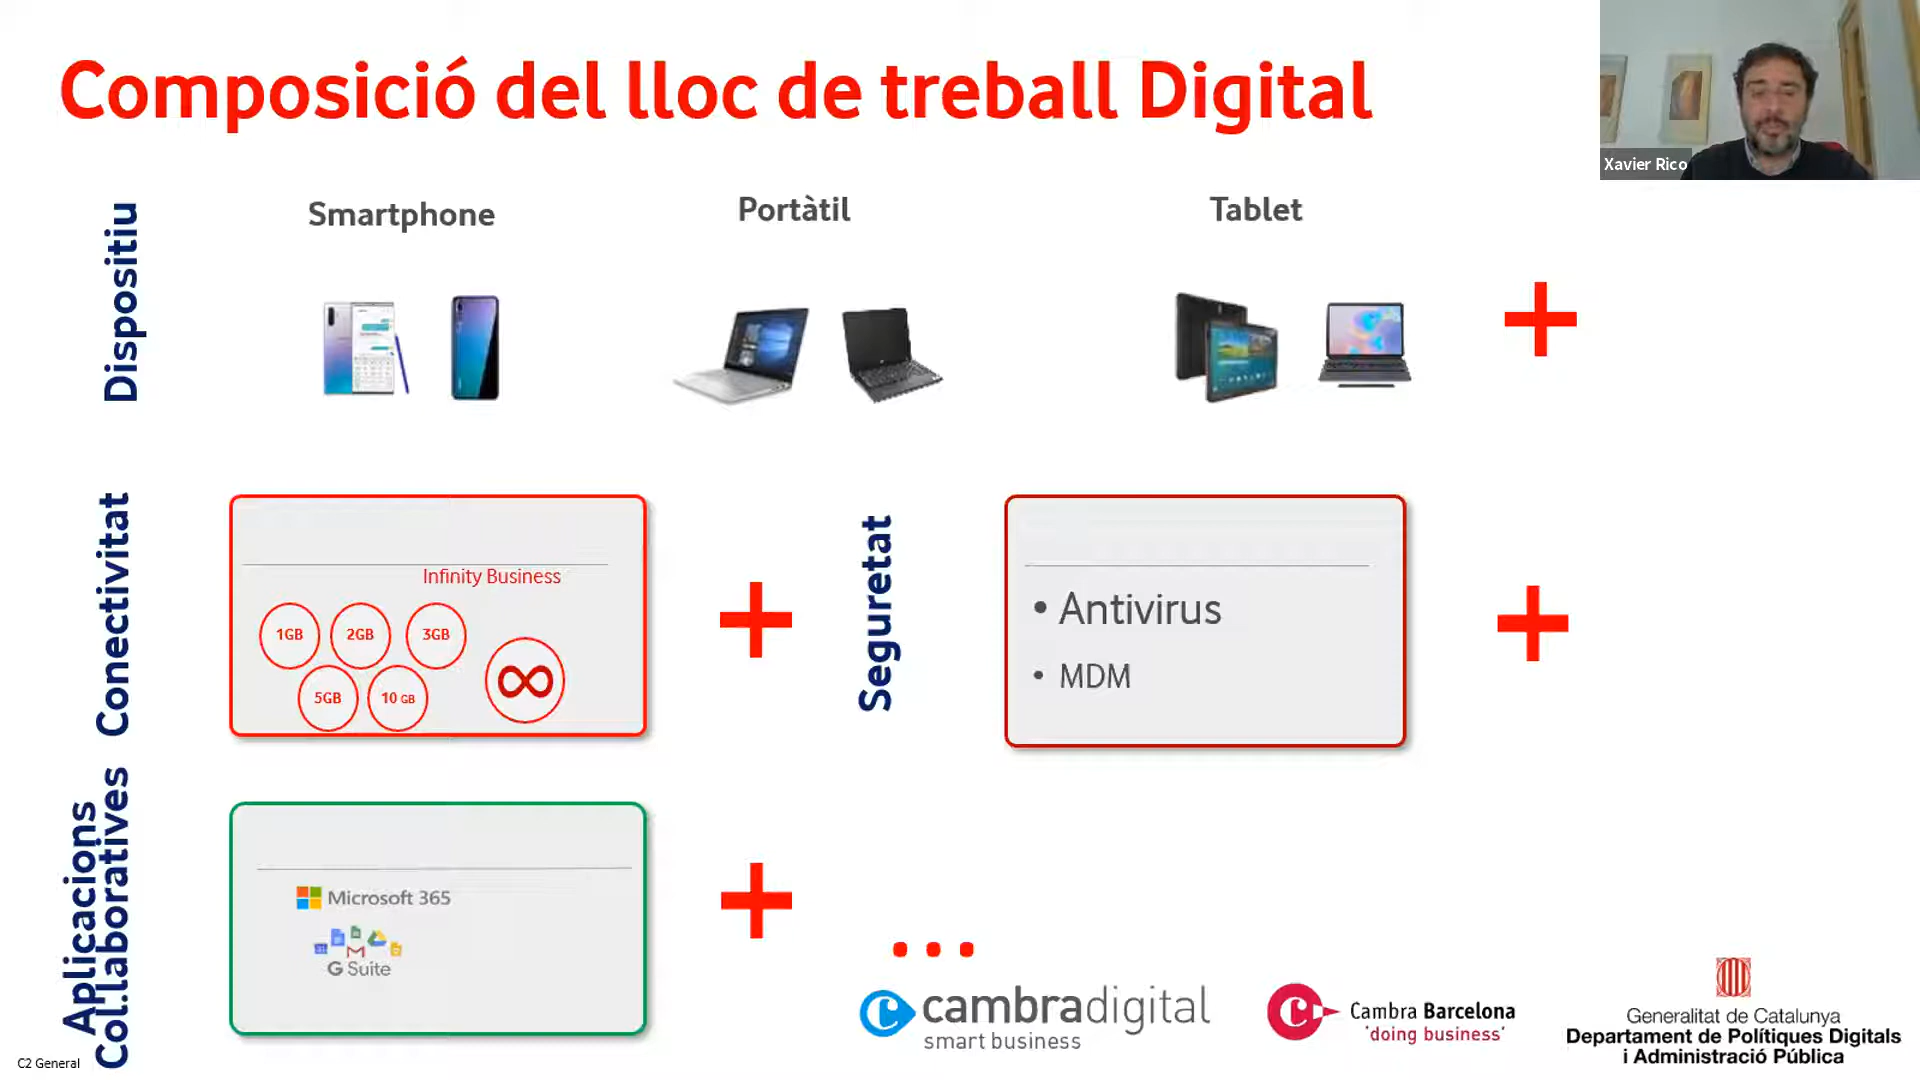 Composició del lloc de treball Digital
Xavier Rico
Dispositiu
Smartphone
Portàtil
Tablet
+
Conectivitat
Infinity Business
1GB
2GB
3GB
5GB
10 GB
∞
+
Seguretat
• Antivirus
• MDM
+
Aplicacions
Col.laboratives
Microsoft 365
G Suite
+
...
cambradigital
smart business
Cambra Barcelona
'doing business'
Generalitat de Catalunya
Departament de Polítiques Digitals
i Administració Pública
C2 General